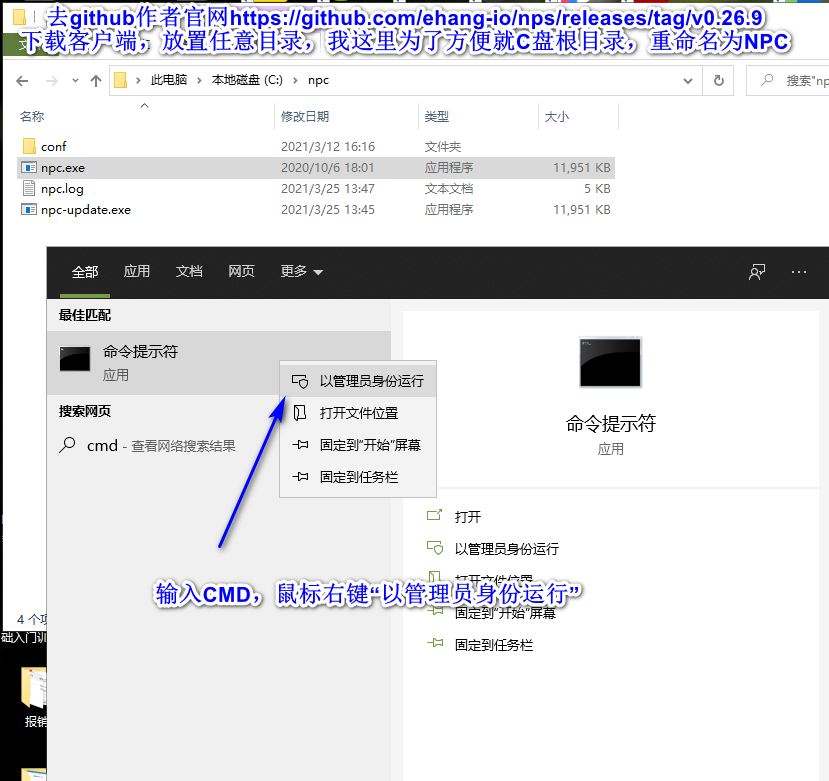 去github作者官网https://github.com/ehang-io/nps/releases/tag/v0.26.9
下载客户端，放置任意目录，我这里为了方便就C盘根目录，重命名为NPC
此电脑 › 本地磁盘 (C:) › npc
搜索"np
名称 修改日期 类型 大小
conf 2021/3/12 16:16 文件夹
npc.exe 2020/10/6 18:01 应用程序 11,951 KB
npc.log 2021/3/25 13:47 文本文档 5 KB
npc-update.exe 2021/3/25 13:45 应用程序 11,951 KB
全部 应用 文档 网页 更多
最佳匹配
命令提示符
应用
以管理员身份运行
打开文件位置
固定到"开始"屏幕
固定到任务栏
搜索网页
cmd - 查看网络搜索结果
命令提示符
应用
打开
以管理员身份运行
打开文件位置
固定到"开始"屏幕
固定到任务栏
输入CMD，鼠标右键“以管理员身份运行”
4 个项
础入门训
报销